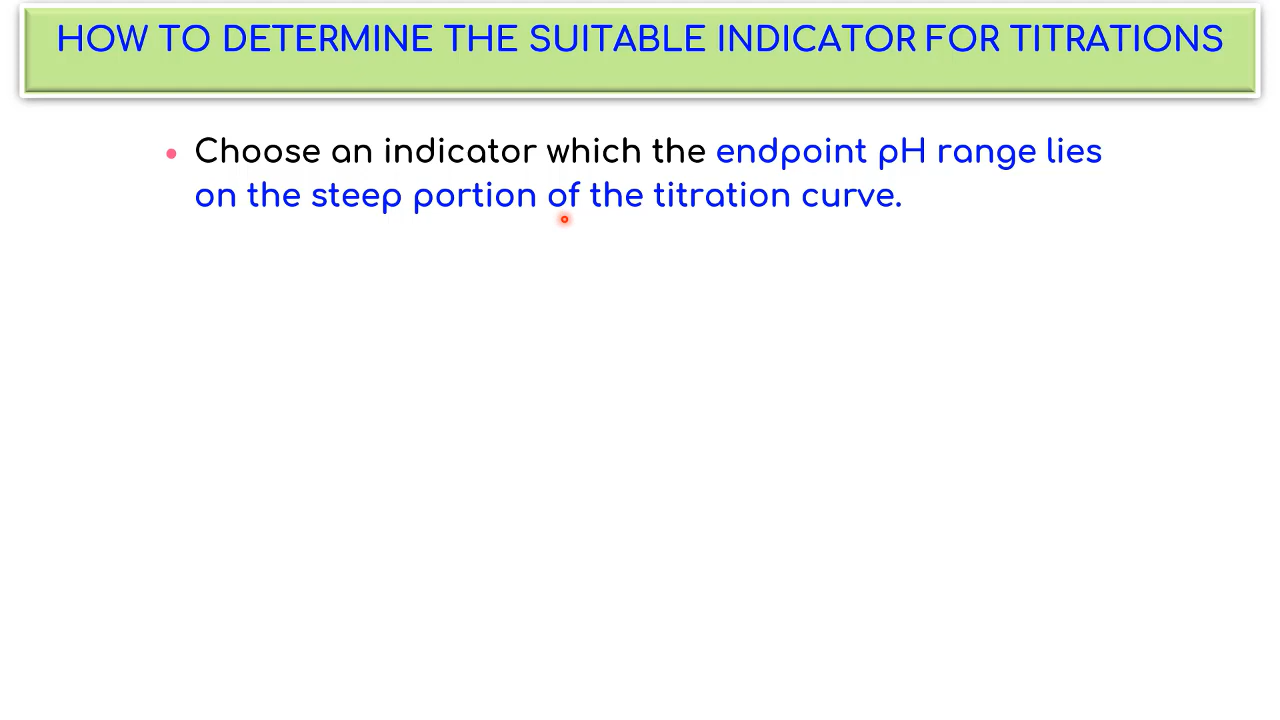 HOW TO DETERMINE THE SUITABLE INDICATOR FOR TITRATIONS
• Choose an indicator which the endpoint pH range lies
on the steep portion of the titration curve.